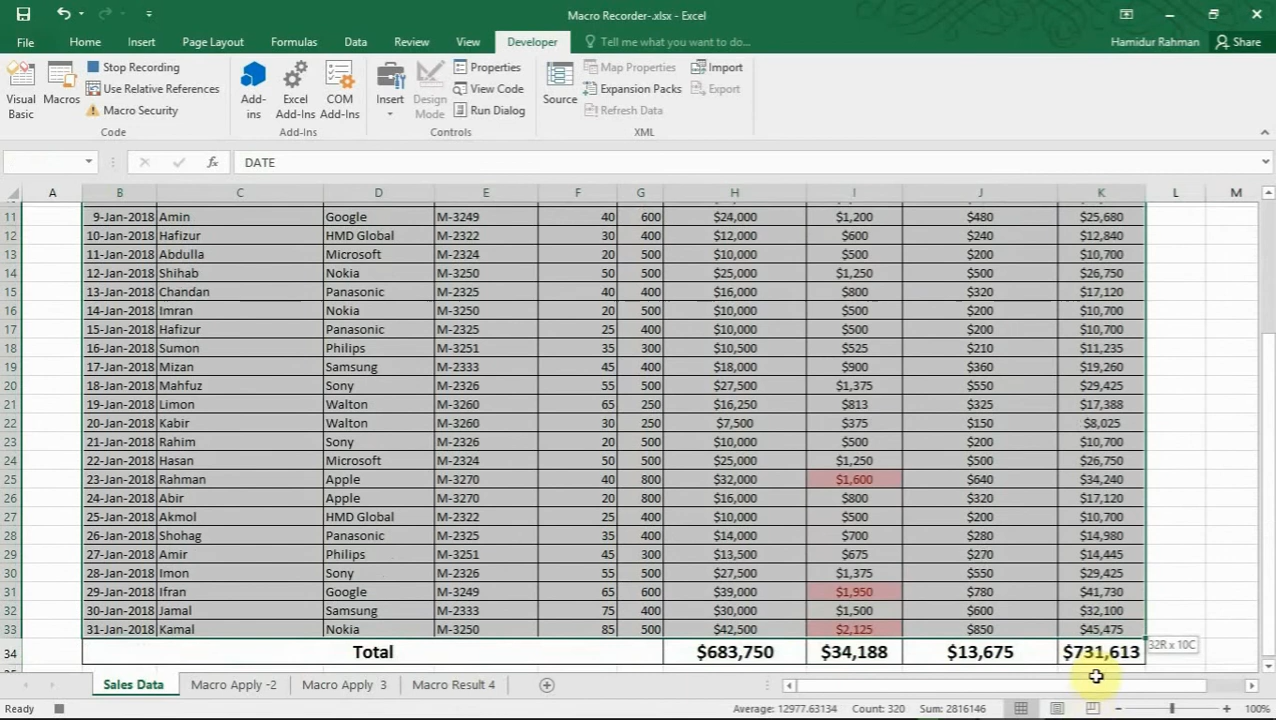 Macro Recorder-.xlsx - Excel
File Home Insert Page Layout Formulas Data Review View Developer Tell me what you want to do... Hamidur Rahman Share
Visual Basic
Macros
Stop Recording
Use Relative References
Macro Security
Code
Add-ins
Excel Add-Ins
COM Add-Ins
Add-Ins
Insert
Design Mode
Properties
View Code
Run Dialog
Controls
Source
Map Properties
Expansion Packs
Refresh Data
Import
Export
XML
fx DATE
A B C D E F G H I J K L M
11 9-Jan-2018 Amin Google M-3249 40 600 $24,000 $1,200 $480 $25,680
12 10-Jan-2018 Hafizur HMD Global M-2322 30 400 $12,000 $600 $240 $12,840
13 11-Jan-2018 Abdulla Microsoft M-2324 20 500 $10,000 $500 $200 $10,700
14 12-Jan-2018 Shihab Nokia M-3250 50 500 $25,000 $1,250 $500 $26,750
15 13-Jan-2018 Chandan Panasonic M-2325 40 400 $16,000 $800 $320 $17,120
16 14-Jan-2018 Imran Nokia M-3250 20 500 $10,000 $500 $200 $10,700
17 15-Jan-2018 Hafizur Panasonic M-2325 25 400 $10,000 $500 $200 $10,700
18 16-Jan-2018 Sumon Philips M-3251 35 300 $10,500 $525 $210 $11,235
19 17-Jan-2018 Mizan Samsung M-2333 45 400 $18,000 $900 $360 $19,260
20 18-Jan-2018 Mahfuz Sony M-2326 55 500 $27,500 $1,375 $550 $29,425
21 19-Jan-2018 Limon Walton M-3260 65 250 $16,250 $813 $325 $17,388
22 20-Jan-2018 Kabir Walton M-3260 30 250 $7,500 $375 $150 $8,025
23 21-Jan-2018 Rahim Sony M-2326 20 500 $10,000 $500 $200 $10,700
24 22-Jan-2018 Hasan Microsoft M-2324 50 500 $25,000 $1,250 $500 $26,750
25 23-Jan-2018 Rahman Apple M-3270 40 800 $32,000 $1,600 $640 $34,240
26 24-Jan-2018 Abir Apple M-3270 20 800 $16,000 $800 $320 $17,120
27 25-Jan-2018 Akmol HMD Global M-2322 25 400 $10,000 $500 $200 $10,700
28 26-Jan-2018 Shohag Panasonic M-2325 35 400 $14,000 $700 $280 $14,980
29 27-Jan-2018 Amir Philips M-3251 45 300 $13,500 $675 $270 $14,445
30 28-Jan-2018 Imon Sony M-2326 55 500 $27,500 $1,375 $550 $29,425
31 29-Jan-2018 Ifran Google M-3249 65 600 $39,000 $1,950 $780 $41,730
32 30-Jan-2018 Jamal Samsung M-2333 75 400 $30,000 $1,500 $600 $32,100
33 31-Jan-2018 Kamal Nokia M-3250 85 500 $42,500 $2,125 $850 $45,475
34 Total $683,750 $34,188 $13,675 $731,613
32R x 10C
Sales Data Macro Apply -2 Macro Apply 3 Macro Result 4
Ready Average: 12977.63134 Count: 320 Sum: 2816146 100%